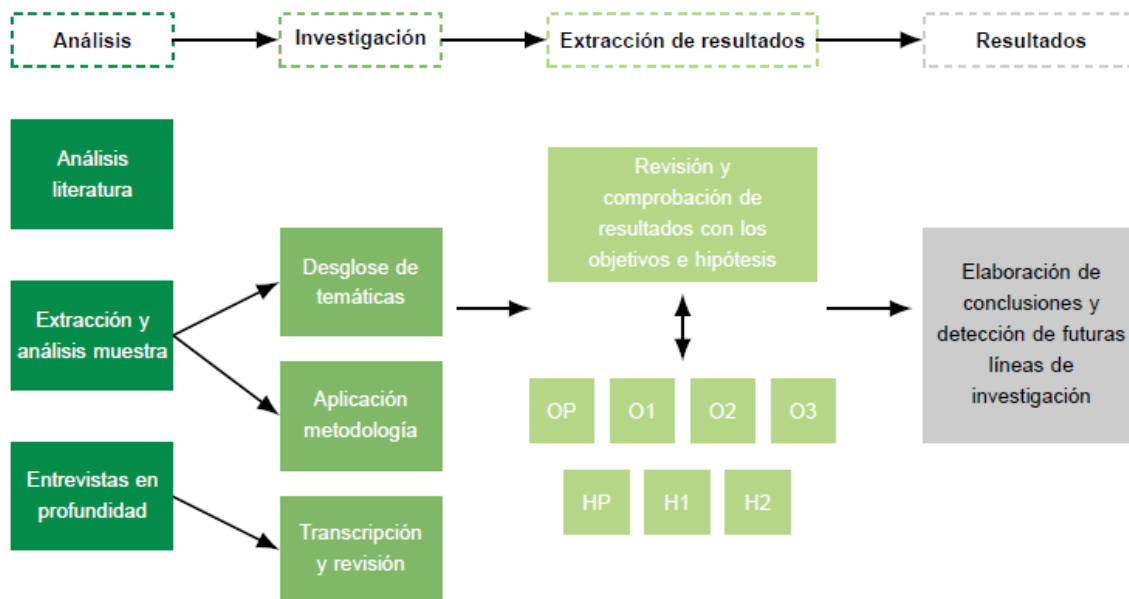 Análisis
Investigación
Extracción de resultados
Resultados
Análisis
literatura
Extracción y
análisis muestra
Entrevistas en
profundidad
Desglose de
temáticas
Aplicación
metodología
Transcripción
y revisión
Revisión y
comprobación de
resultados con los
objetivos e hipótesis
OP
O1
O2
O3
HP
H1
H2
Elaboración de
conclusiones y
detección de futuras
líneas de
investigación